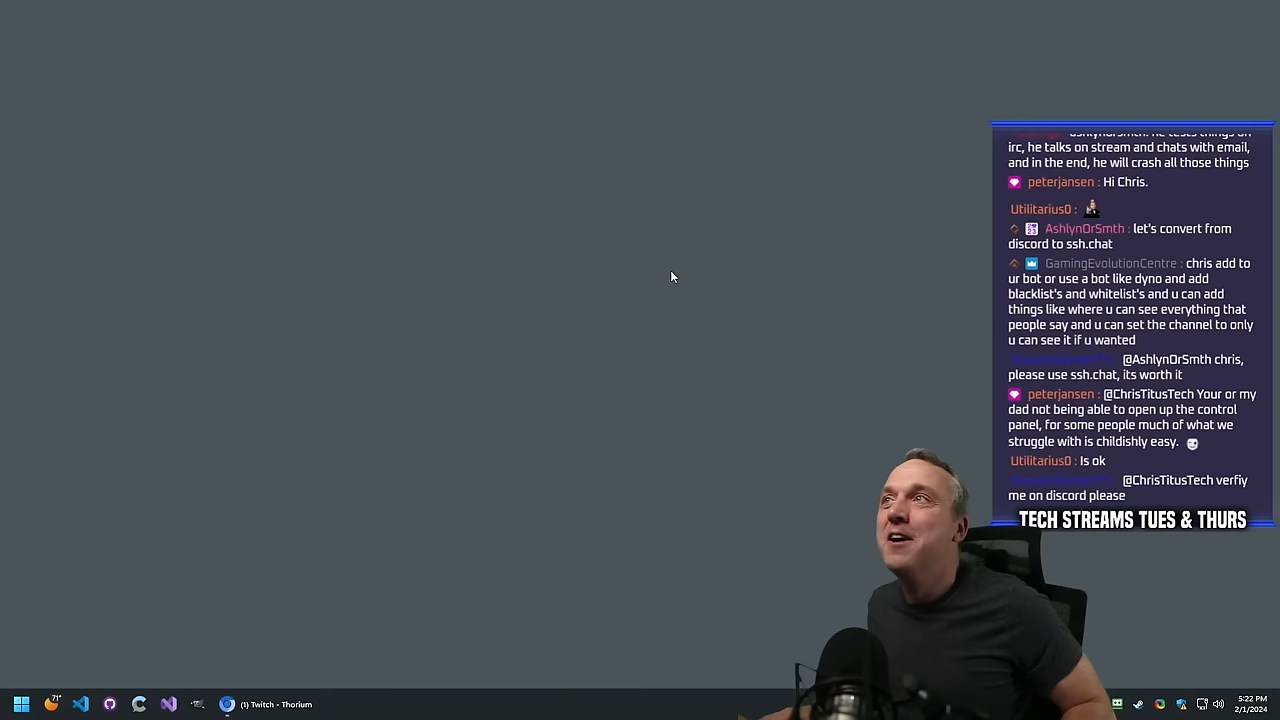 irc, he talks on stream and chats with email,
and in the end, he will crash all those things
peterjansen : Hi Chris.
Utilitarius0 :
AshlynOrSmth : let's convert from
discord to ssh.chat
GamingEvolutionCentre : chris add to
ur bot or use a bot like dyno and add
blacklist's and whitelist's and u can add
things like where u can see everything that
people say and u can set the channel to only
u can see it if u wanted
@AshlynOrSmth chris,
please use ssh.chat, its worth it
peterjansen : @ChrisTitusTech Your or my
dad not being able to open up the control
panel, for some people much of what we
struggle with is childishly easy.
Utilitarius0 : Is ok
@ChrisTitusTech verfiy
me on discord please
TECH STREAMS TUES & THURS
71°
(1) Twitch - Thorium
5:22 PM
2/1/2024